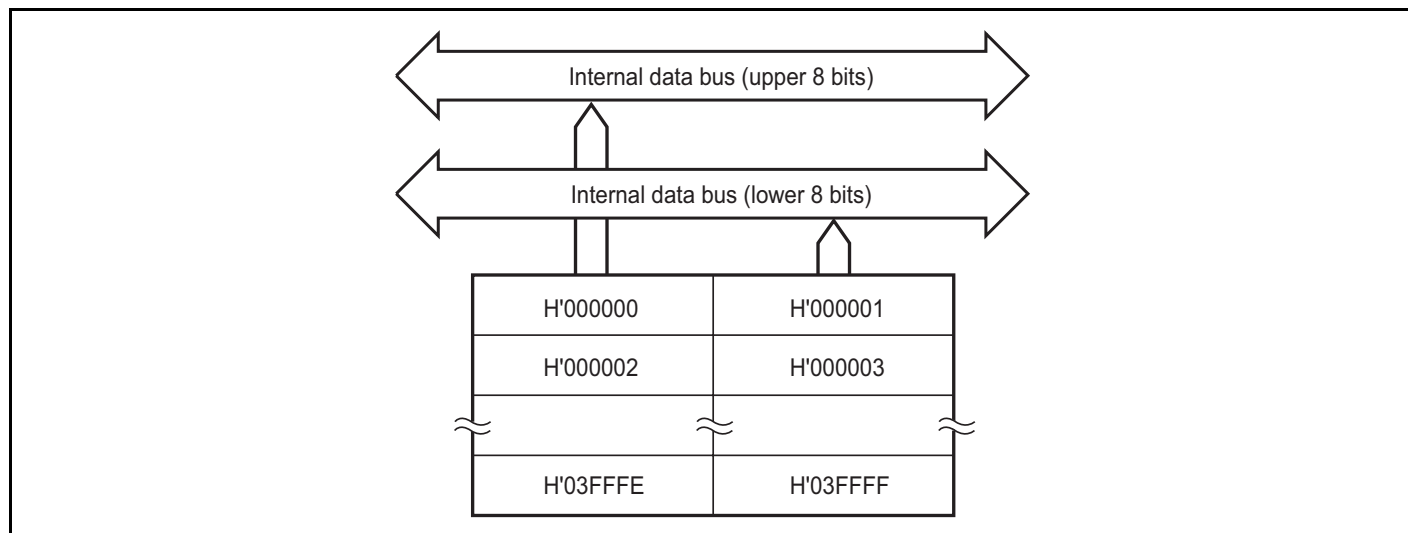 Internal data bus (upper 8 bits)
Internal data bus (lower 8 bits)
H'000000 H'000001
H'000002 H'000003
H'03FFFE H'03FFFF